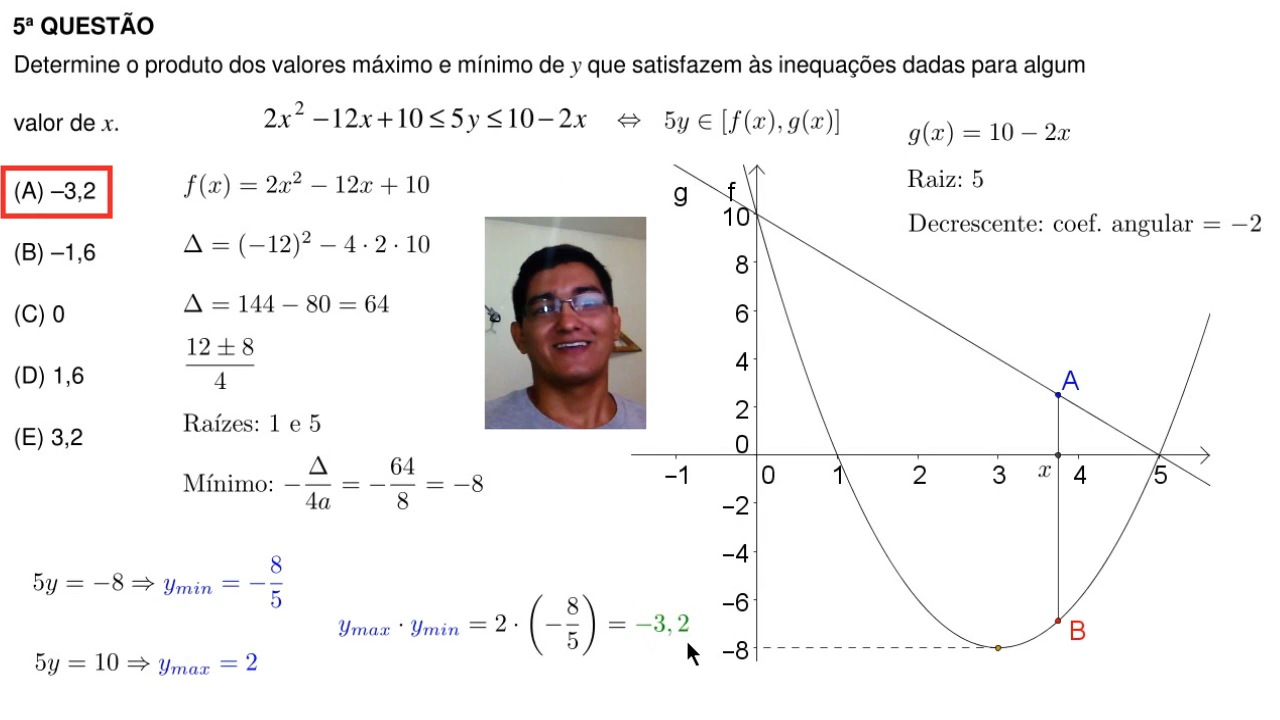 5ª QUESTÃO
Determine o produto dos valores máximo e mínimo de y que satisfazem às inequações dadas para algum
valor de x.
2x² −12x+10 ≤ 5y ≤ 10−2x ⇔ 5y ∈ [f(x), g(x)]
g(x) = 10 − 2x
Raiz: 5
Decrescente: coef. angular = −2
(A) –3,2
(B) –1,6
(C) 0
(D) 1,6
(E) 3,2
f(x) = 2x² − 12x + 10
Δ = (−12)² − 4 · 2 · 10
Δ = 144 − 80 = 64
(12 ± 8)/4
Raízes: 1 e 5
Mínimo: −Δ/4a = −64/8 = −8
5y = −8 ⇒ y_min = −8/5
5y = 10 ⇒ y_max = 2
y_max · y_min = 2 · (−8/5) = −3,2
g
f
10
8
6
4
2
0
−2
−4
−6
−8
−1 0 1 2 3 x 4 5
A
B